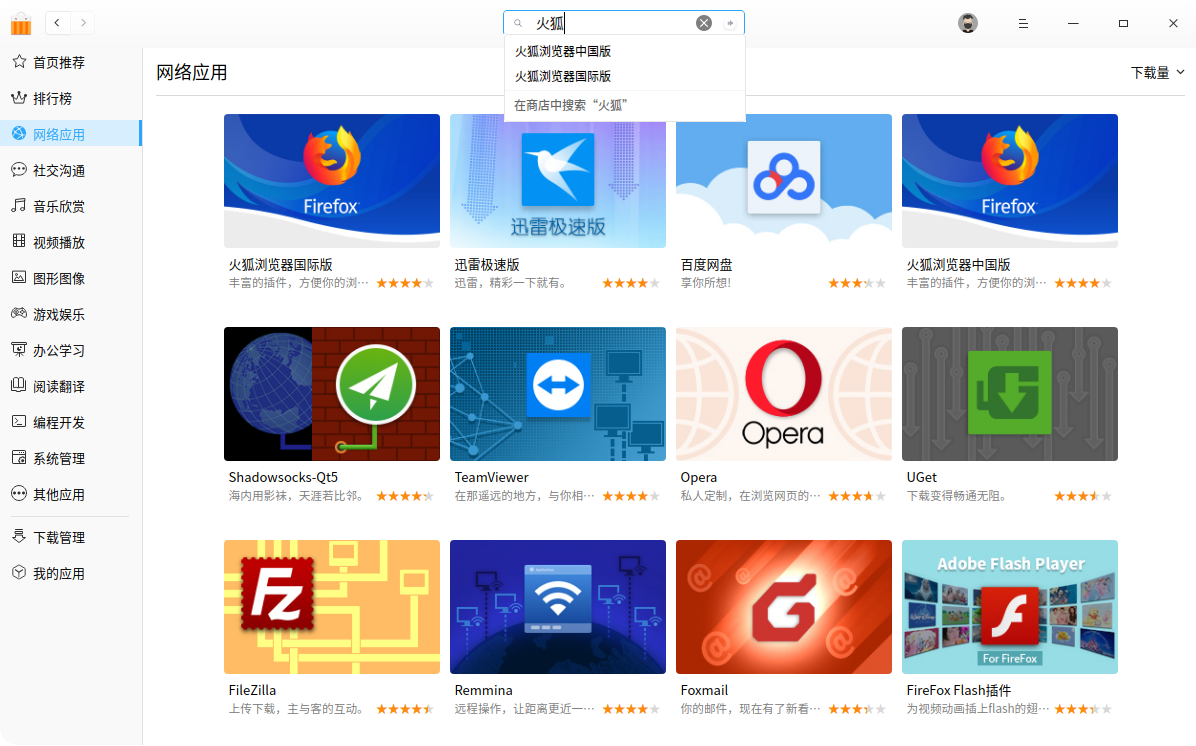 火狐
火狐浏览器中国版
火狐浏览器国际版
在商店中搜索“火狐”
首页推荐
排行榜
网络应用
社交沟通
音乐欣赏
视频播放
图形图像
游戏娱乐
办公学习
阅读翻译
编程开发
系统管理
其他应用
下载管理
我的应用
网络应用
下载量
Firefox
迅雷极速版
Firefox
火狐浏览器国际版
丰富的插件，方便你的浏…
迅雷极速版
迅雷，精彩一下就有。
百度网盘
享你所想!
火狐浏览器中国版
丰富的插件，方便你的浏…
Opera
Shadowsocks-Qt5
海内用影袜，天涯若比邻。
TeamViewer
在那遥远的地方，与你相…
Opera
私人定制，在浏览网页的…
UGet
下载变得畅通无阻。
Fz
Adobe Flash Player
For FireFox
FileZilla
上传下载，主与客的互动。
Remmina
远程操作，让距离更近一…
Foxmail
你的邮件，现在有了新看…
FireFox Flash插件
为视频动画插上flash的翅…